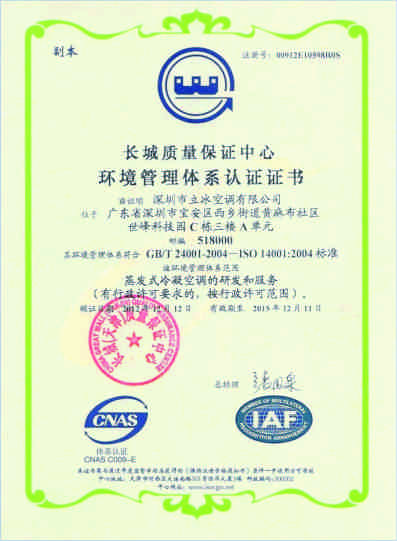 副本
注册号: 00912E10598R0S
长城质量保证中心
环境管理体系认证证书
兹证明 深圳市立冰空调有限公司
位于 广东省深圳市宝安区西乡街道黄麻布社区
世峰科技园C栋三楼A单元
邮编 518000
其环境管理体系符合 GB/T 24001-2004-ISO 14001:2004 标准
该环境管理体系范围
蒸发式冷凝空调的研发和服务
(有行政许可要求的,按行政许可范围)。
颁证日期: 2012年12月12日 有效期至: 2015年12月11日
长城(天津)质量保证中心
总经理
CNAS
体系认证
CNAS C009-E
MEMBER OF MULTILATERAL
RECOGNITION ARRANGEMENT
IAF